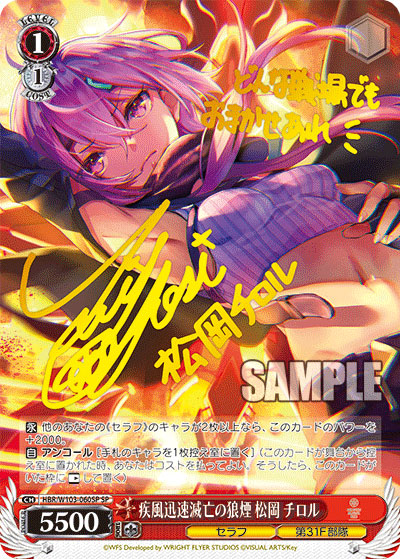 LEVEL
1
1
COST
どんな職場でも
おまかせあれ
松岡チロル
SAMPLE
永 他のあなたの《セラフ》のキャラが2枚以上なら、このカードのパワーを
+2000。
自 アンコール [手札のキャラを1枚控え室に置く] (このカードが舞台から
控え室に置かれた時、あなたはコストを払ってよい。そうしたら、このカードが
いた枠に[REST]して置く)
CH HBR/W103-060SP SP
5500
疾風迅速滅亡の狼煙 松岡 チロル
セラフ
第31F部隊
©WFS Developed by WRIGHT FLYER STUDIOS ©VISUAL ARTS/Key